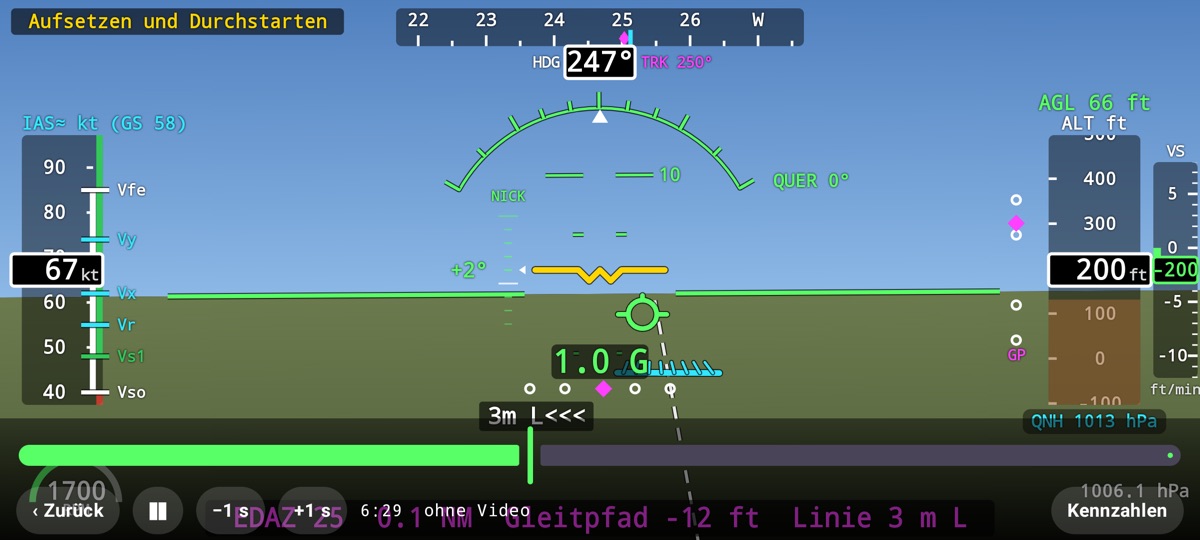 Aufsetzen und Durchstarten
22 23 24 25 26 W
HDG 247° TRK 250°
AGL 66 ft
ALT ft
IAS≈ kt (GS 58)
VS
90 Vfe
10
QUER 0°
NICK
400
5
80
Vy
300
0
+2°
67 kt
200 ft
-200
Vx
60
Vr
100
-5
50
Vs1
1.0 G
0
GP
-10
40
Vso
-100
ft/min
3m L<<<
QNH 1013 hPa
1700
1006.1 hPa
‹ Zurück
−1 s
+1 s
6:29 ohne Video
Kennzahlen
EDAZ 25 0.1 NM Gleitpfad -12 ft Linie 3 m L